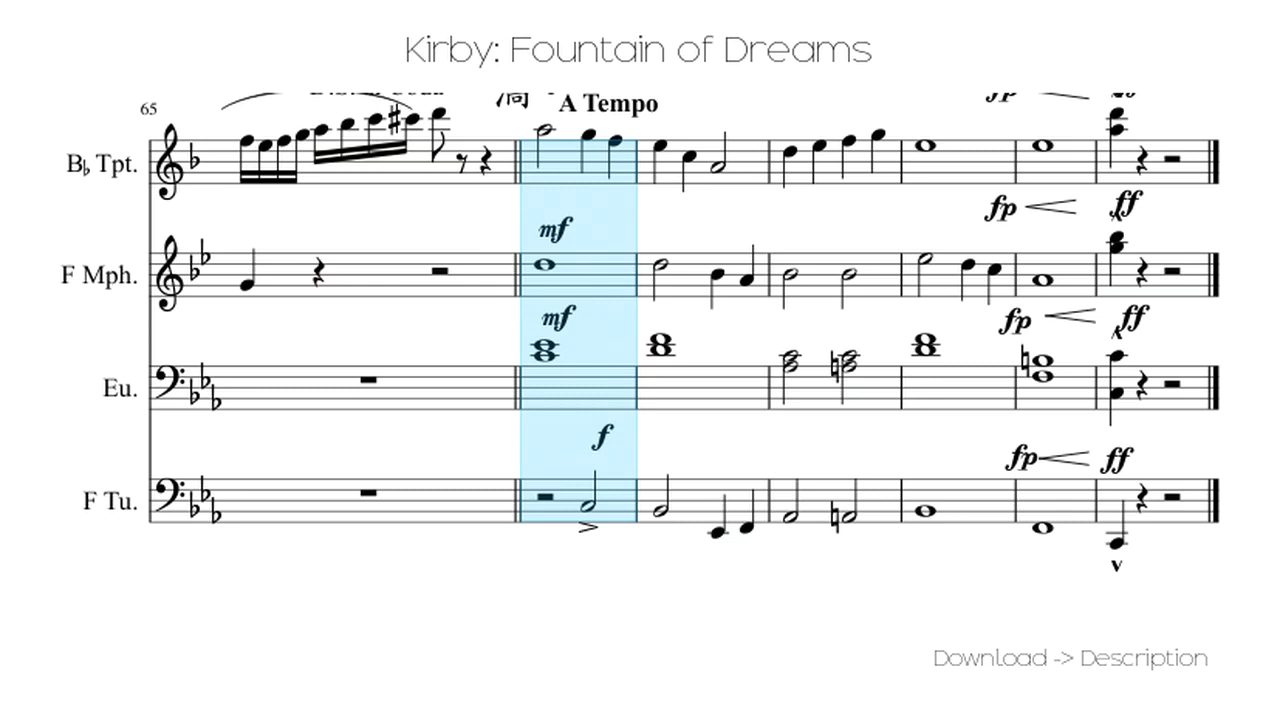 Kirby: Fountain of Dreams
65
A Tempo
fp
B♭ Tpt.
mf
fp
ff
F Mph.
mf
fp
ff
Eu.
f
fp
ff
F Tu.
Download -> Description